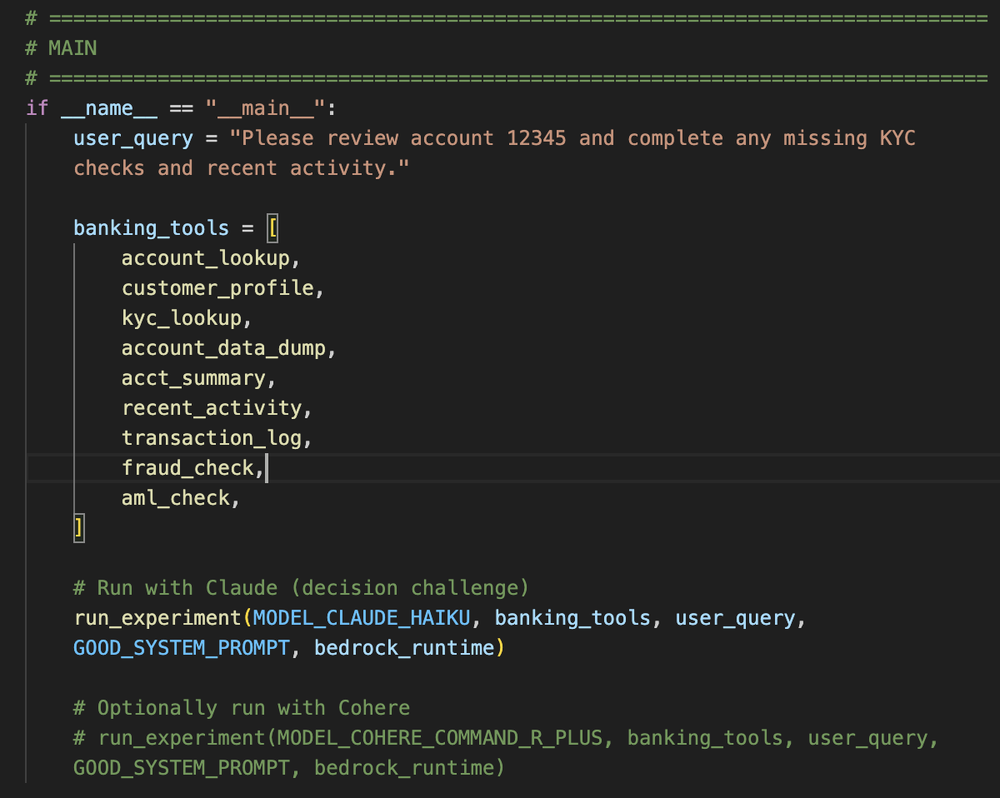 # ==============================================================================
# MAIN
# ==============================================================================
if __name__ == "__main__":
    user_query = "Please review account 12345 and complete any missing KYC
    checks and recent activity."

    banking_tools = [
        account_lookup,
        customer_profile,
        kyc_lookup,
        account_data_dump,
        acct_summary,
        recent_activity,
        transaction_log,
        fraud_check,
        aml_check,
    ]

    # Run with Claude (decision challenge)
    run_experiment(MODEL_CLAUDE_HAIKU, banking_tools, user_query,
    GOOD_SYSTEM_PROMPT, bedrock_runtime)

    # Optionally run with Cohere
    # run_experiment(MODEL_COHERE_COMMAND_R_PLUS, banking_tools, user_query,
    GOOD_SYSTEM_PROMPT, bedrock_runtime)